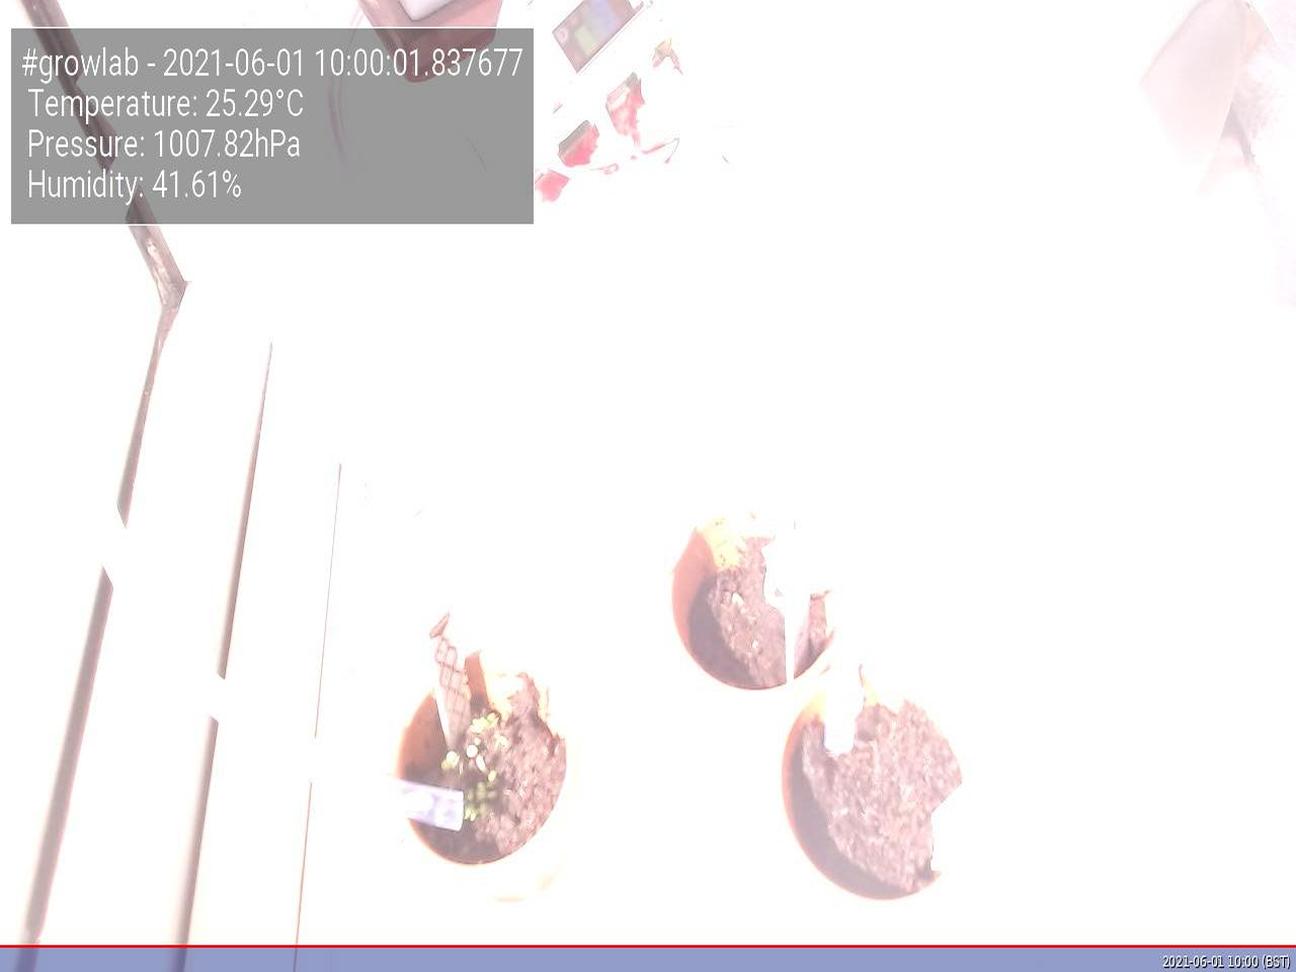 #growlab - 2021-06-01 10:00:01.837677
Temperature: 25.29°C
Pressure: 1007.82hPa
Humidity: 41.61%
2021-06-01 10:00 (BST)